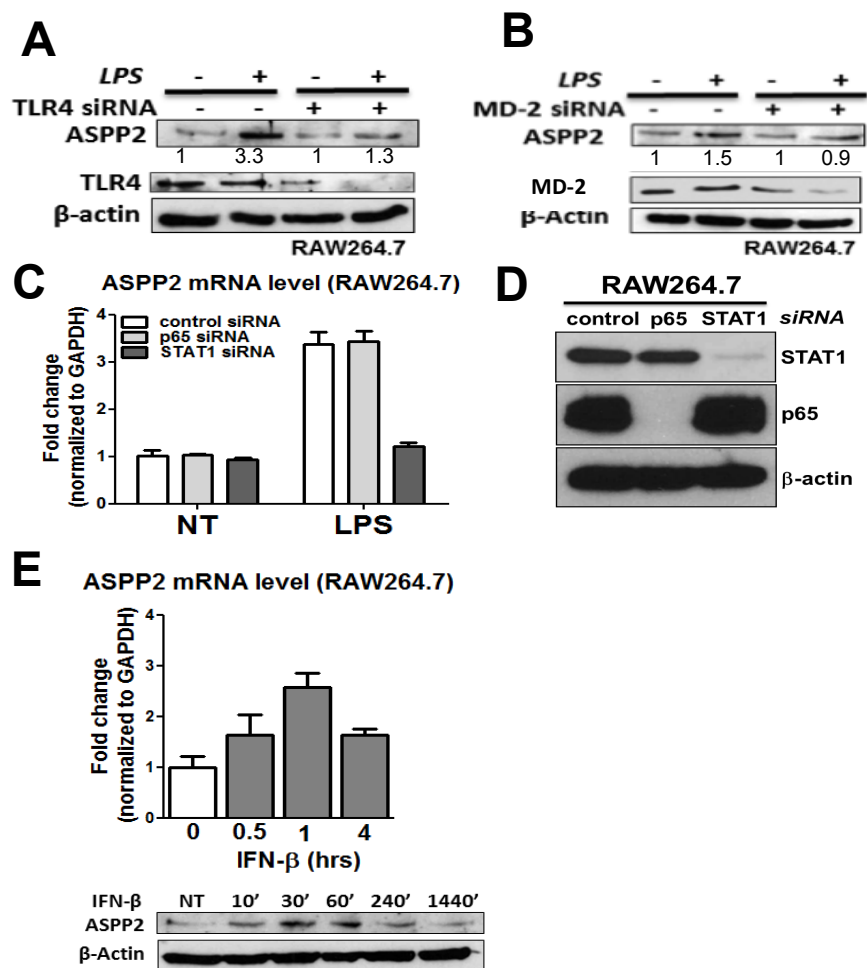 A
LPS - + - +
TLR4 siRNA - - + +
ASPP2
1 3.3 1 1.3
TLR4
β-actin
RAW264.7
B
LPS - + - +
MD-2 siRNA - - + +
ASPP2
1 1.5 1 0.9
MD-2
β-Actin
RAW264.7
C
ASPP2 mRNA level (RAW264.7)
Fold change
(normalized to GAPDH)
4
3
2
1
0
control siRNA
p65 siRNA
STAT1 siRNA
NT LPS
D
RAW264.7
control p65 STAT1 siRNA
STAT1
p65
β-actin
E
ASPP2 mRNA level (RAW264.7)
Fold change
(normalized to GAPDH)
4
3
2
1
0
0 0.5 1 4
IFN-β (hrs)
IFN-β NT 10’ 30’ 60’ 240’ 1440’
ASPP2
β-Actin